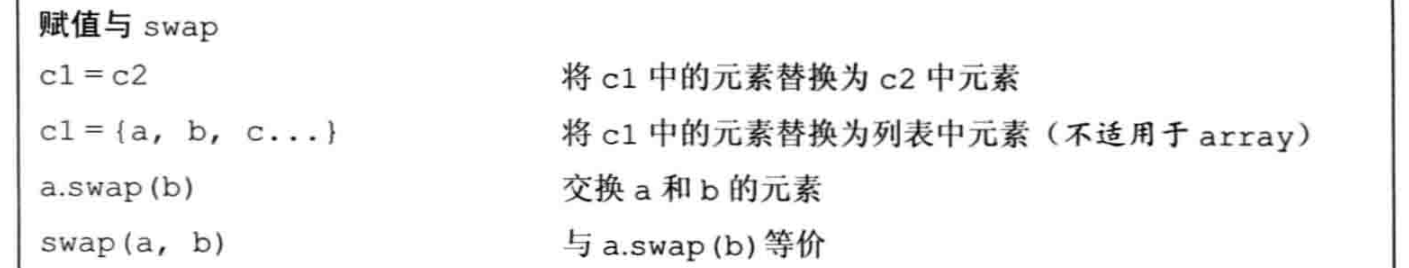 赋值与 swap
c1 = c2 将 c1 中的元素替换为 c2 中元素
c1 = {a, b, c...} 将 c1 中的元素替换为列表中元素（不适用于 array）
a.swap(b) 交换 a 和 b 的元素
swap(a, b) 与 a.swap(b)等价